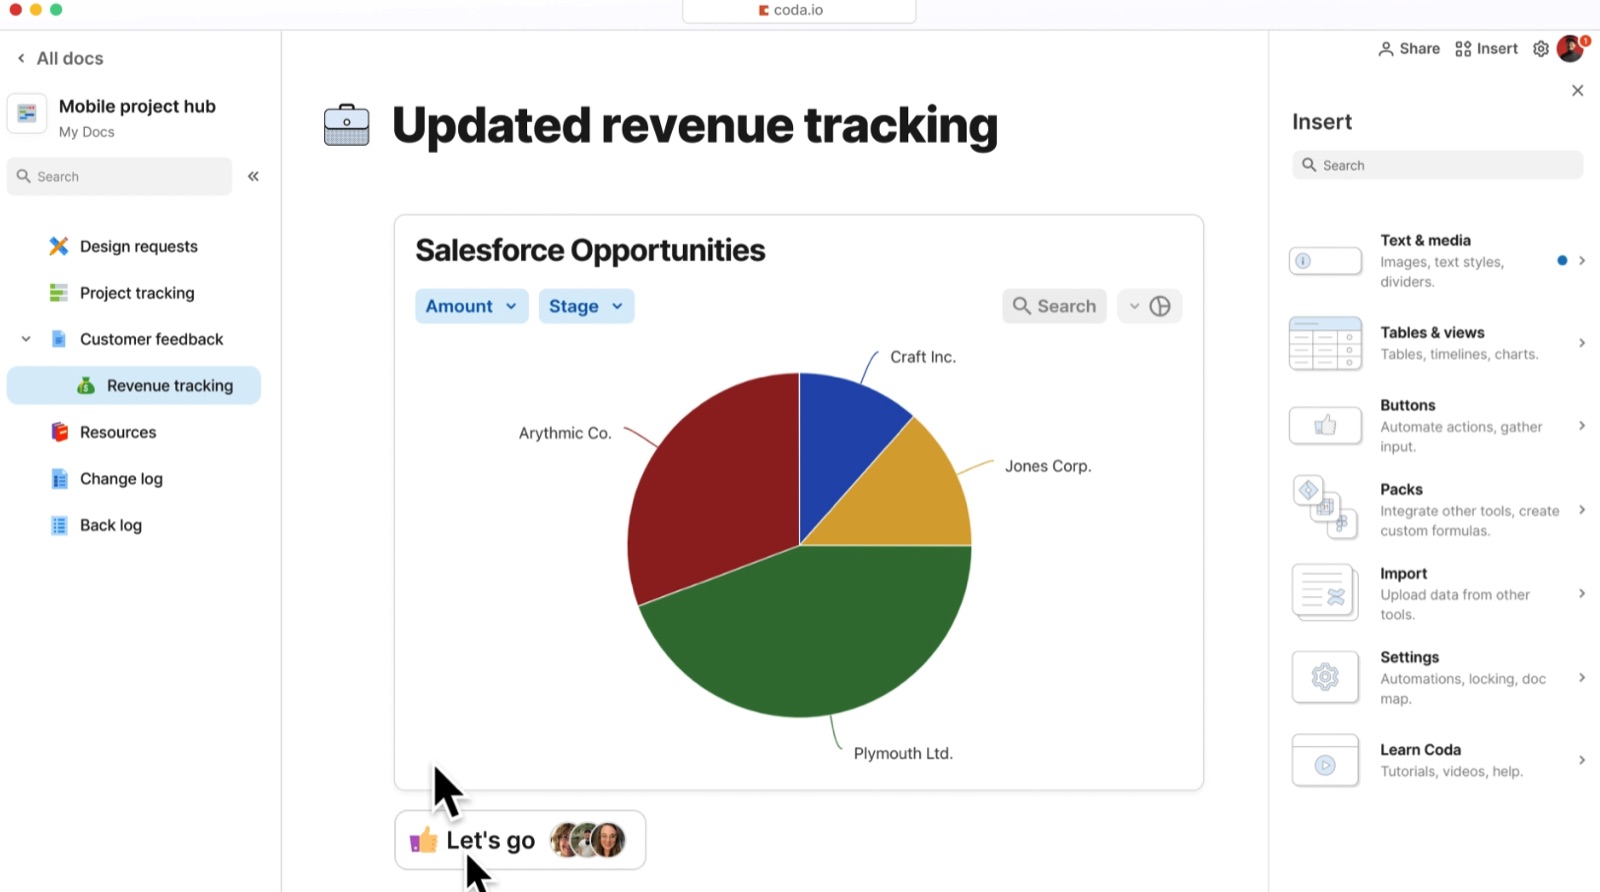 coda.io
All docs
Mobile project hub
My Docs
Search
Design requests
Project tracking
Customer feedback
Revenue tracking
Resources
Change log
Back log
Updated revenue tracking
Salesforce Opportunities
Amount
Stage
Search
Craft Inc.
Arythmic Co.
Jones Corp.
Plymouth Ltd.
Let's go
Share
Insert
1
Insert
Search
Text & media
Images, text styles,
dividers.
Tables & views
Tables, timelines, charts.
Buttons
Automate actions, gather
input.
Packs
Integrate other tools, create
custom formulas.
Import
Upload data from other
tools.
Settings
Automations, locking, doc
map.
Learn Coda
Tutorials, videos, help.